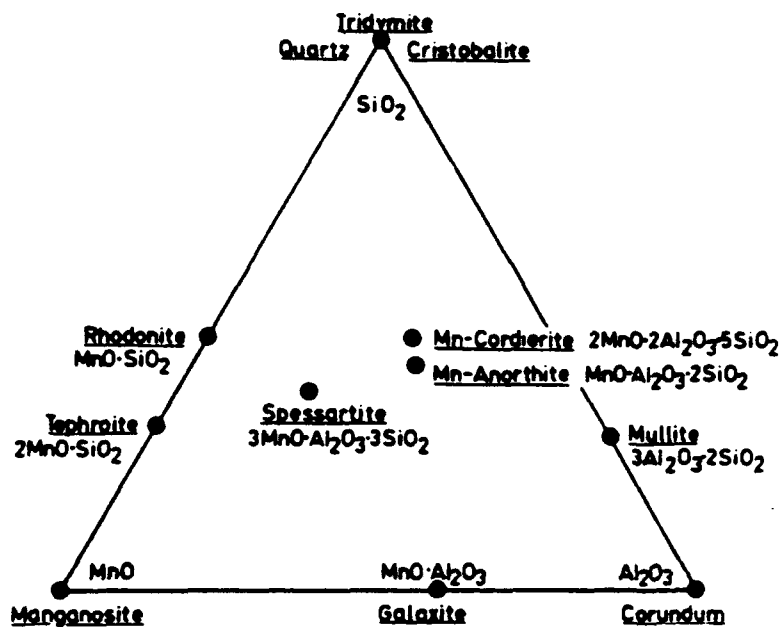 Tridymite
Quartz Cristobalite
SiO₂
Rhodonite
MnO·SiO₂
Mn-Cordierite 2MnO·2Al₂O₃·5SiO₂
Mn-Anorthite MnO·Al₂O₃·2SiO₂
Tephroite
2MnO·SiO₂
Spessartite
3MnO·Al₂O₃·3SiO₂
Mullite
3Al₂O₃·2SiO₂
MnO MnO·Al₂O₃ Al₂O₃
Manganosite Galaxite Corundum